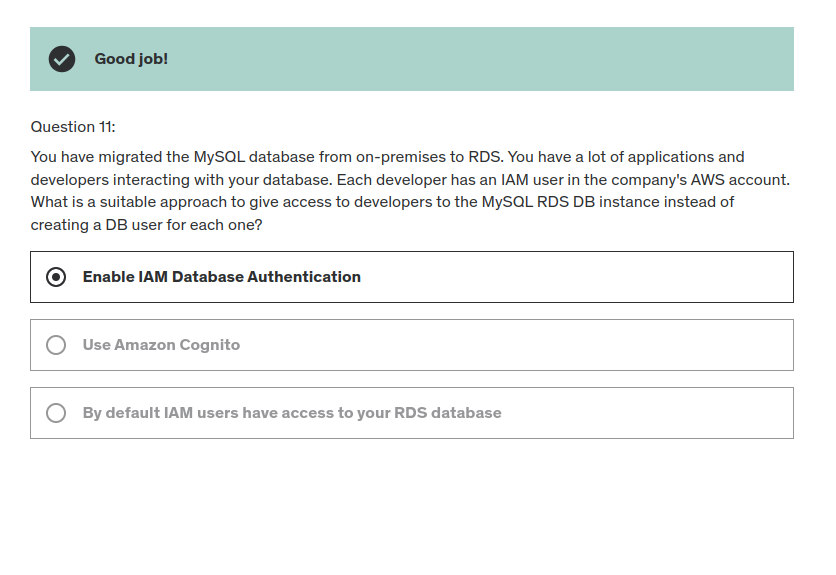 Good job!
Question 11:
You have migrated the MySQL database from on-premises to RDS. You have a lot of applications and
developers interacting with your database. Each developer has an IAM user in the company's AWS account.
What is a suitable approach to give access to developers to the MySQL RDS DB instance instead of
creating a DB user for each one?
Enable IAM Database Authentication
Use Amazon Cognito
By default IAM users have access to your RDS database